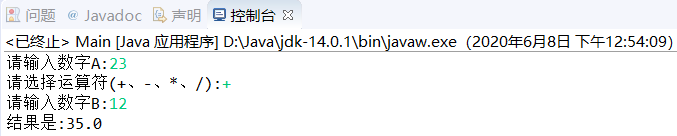 问题 @ Javadoc 声明 控制台
<已终止> Main [Java 应用程序] D:\Java\jdk-14.0.1\bin\javaw.exe（2020年6月8日 下午12:54:09）
请输入数字A:23
请选择运算符(+、-、*、/):+
请输入数字B:12
结果是:35.0